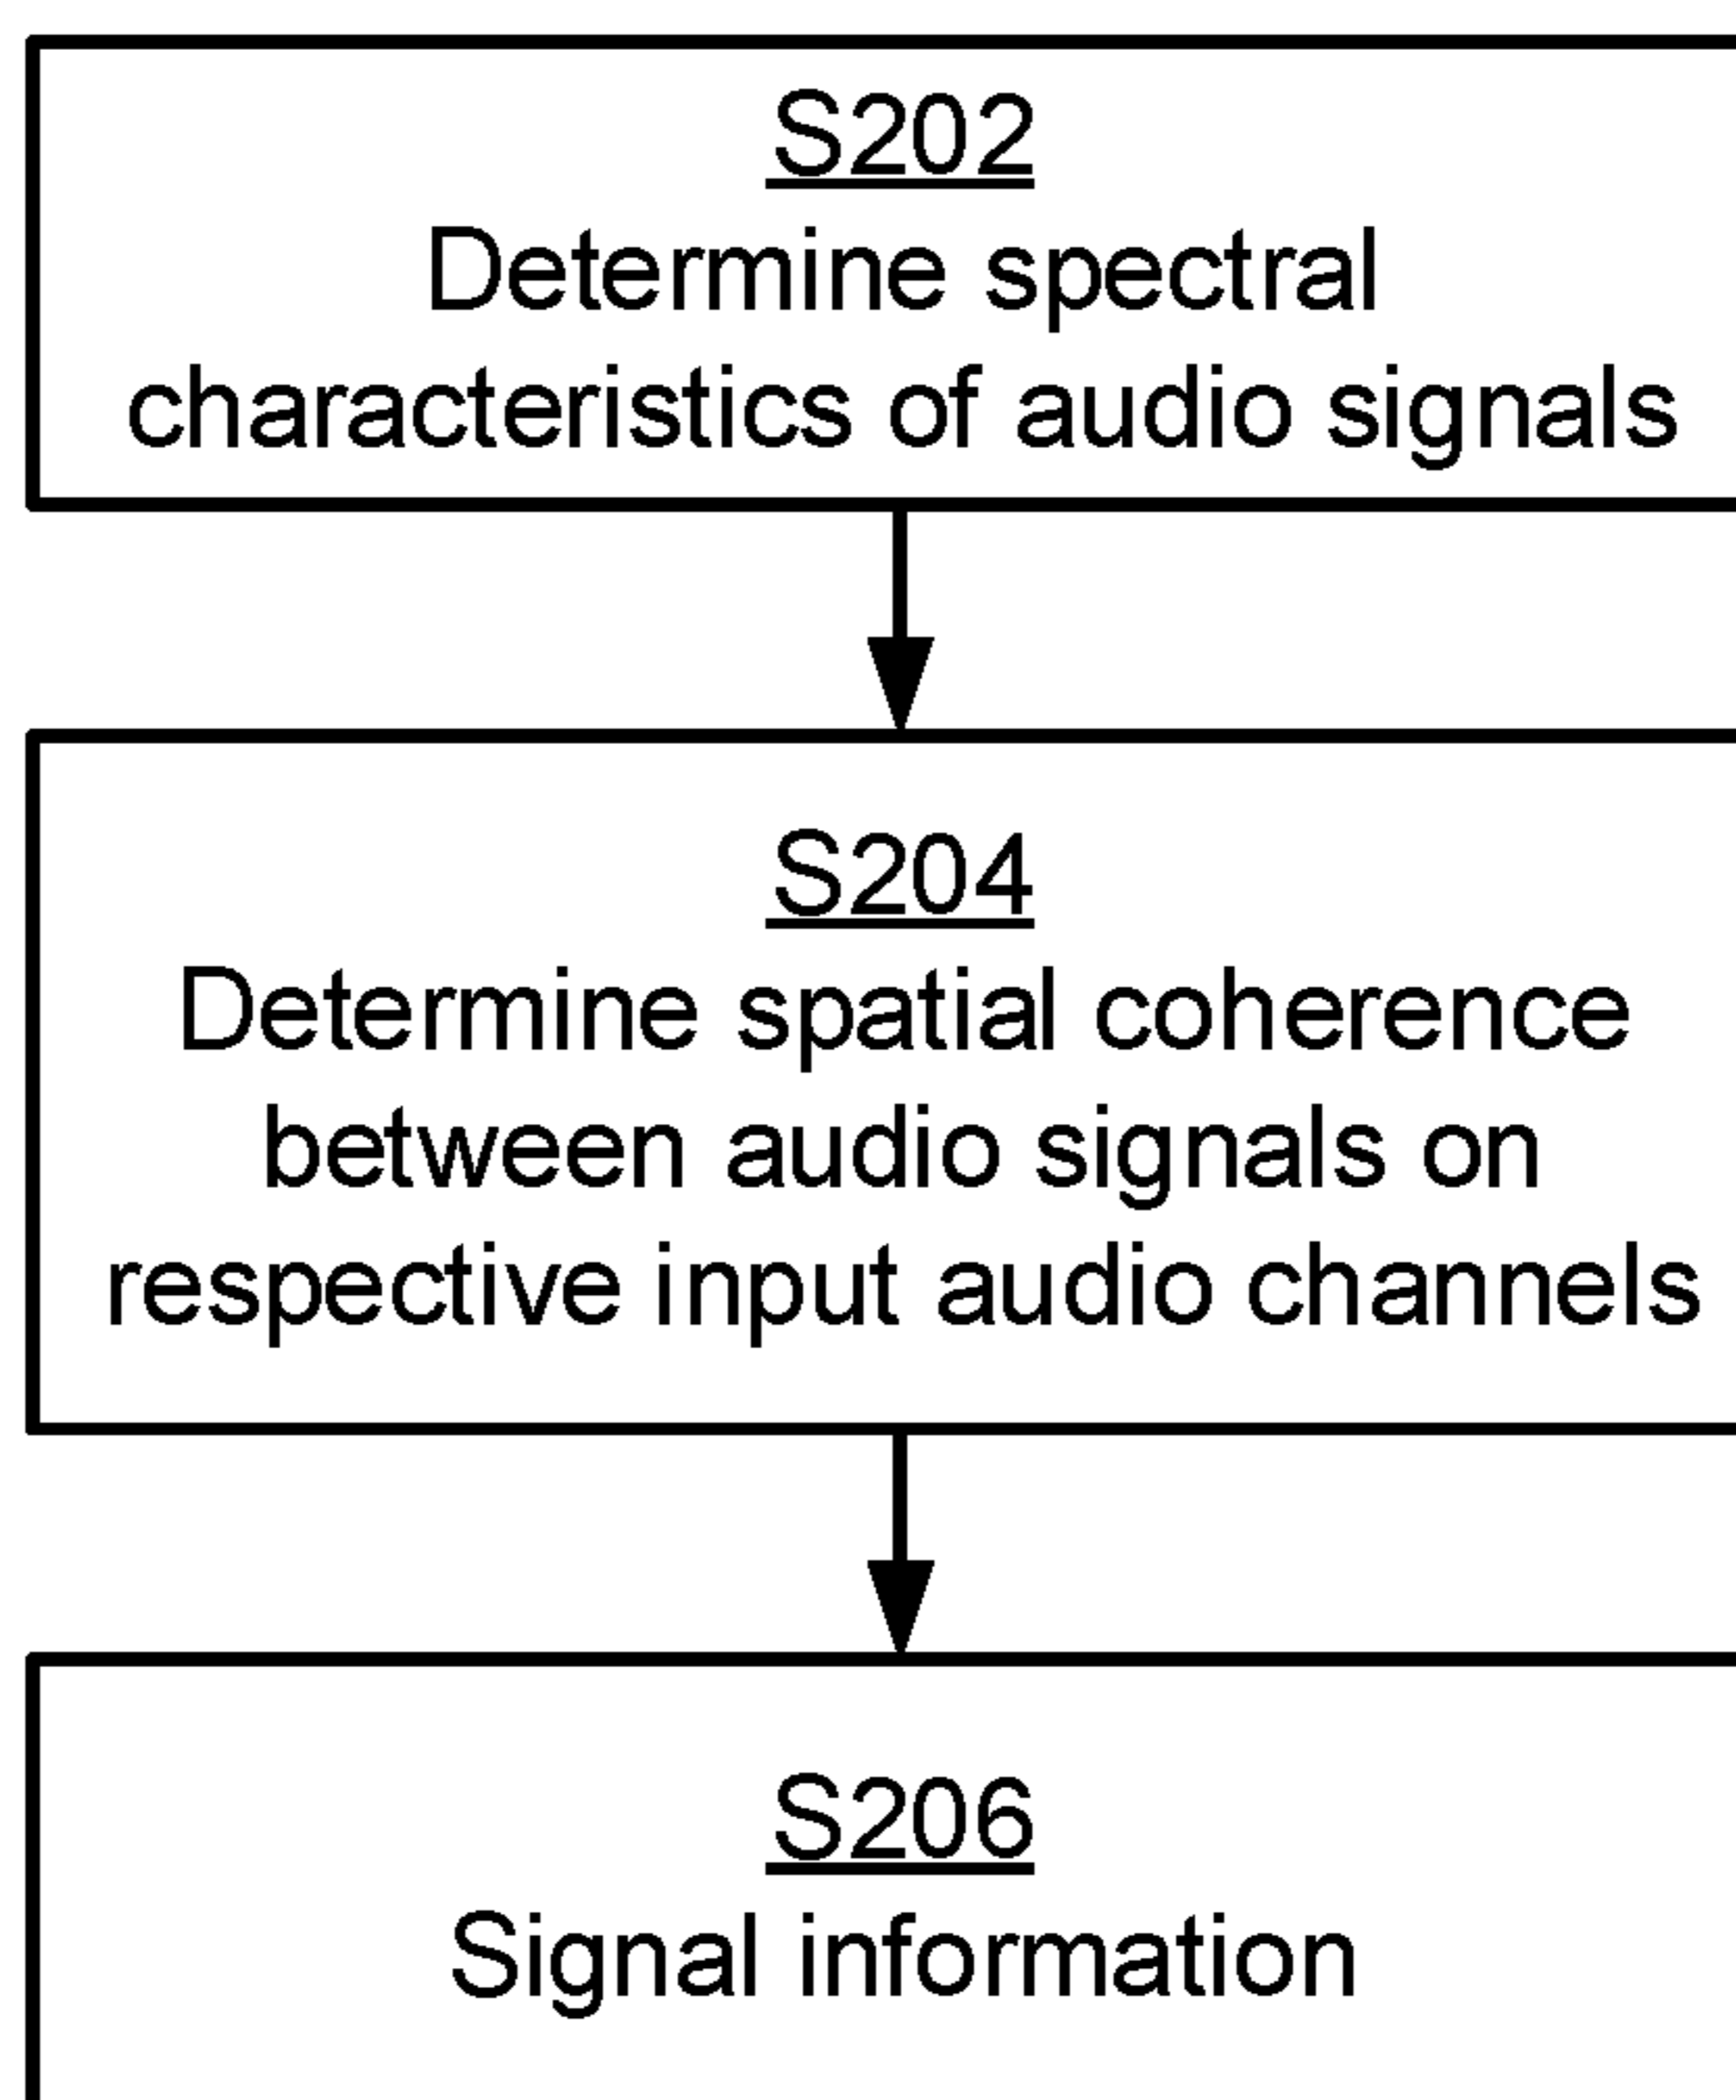 S202
Determine spectral
characteristics of audio signals
S204
Determine spatial coherence
between audio signals on
respective input audio channels
S206
Signal information